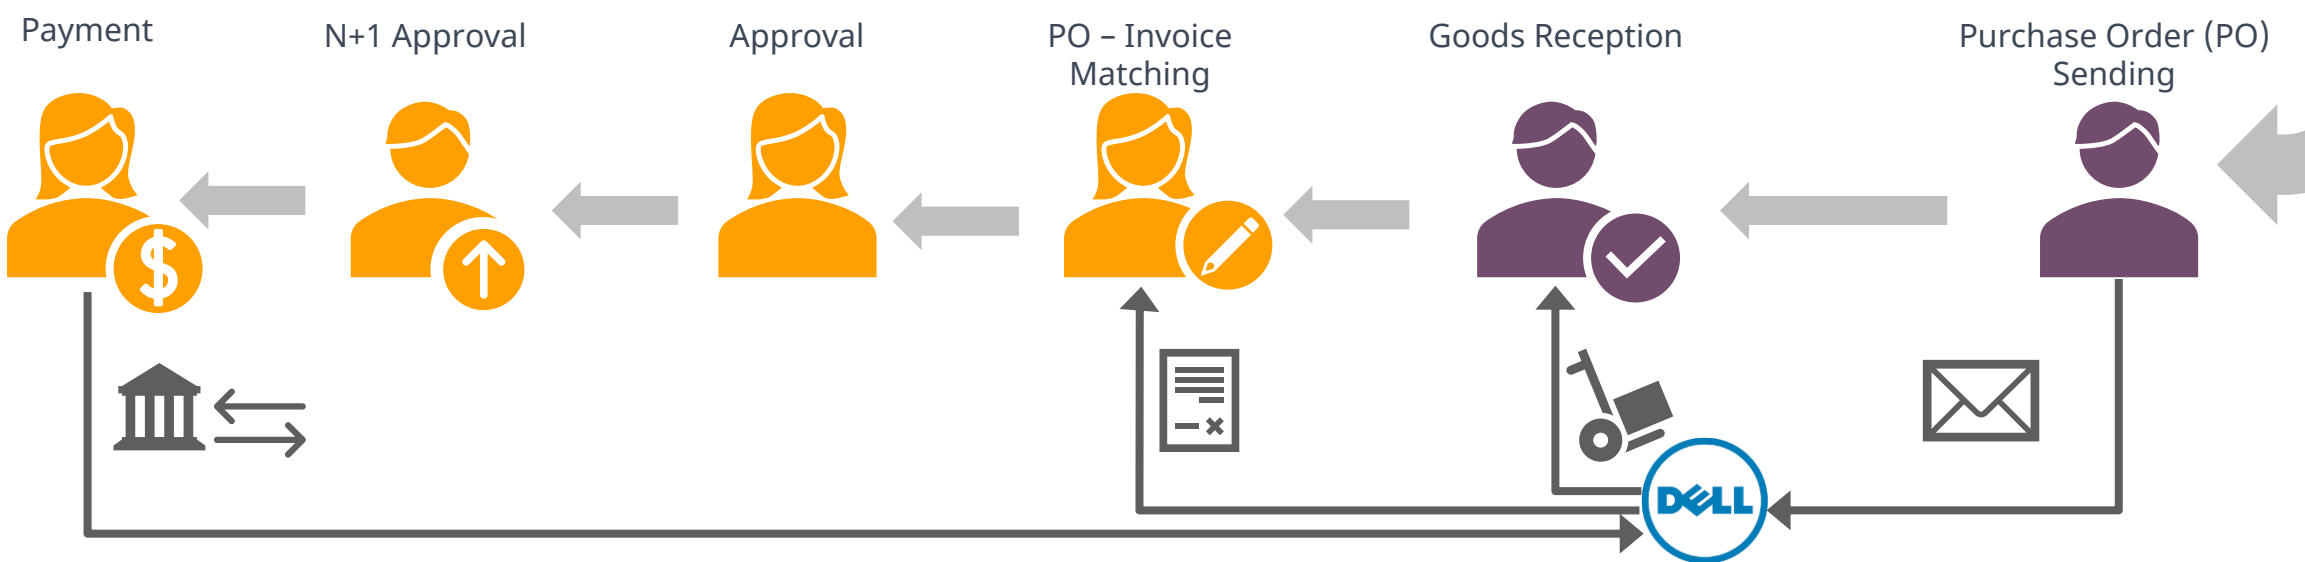 Payment
N+1 Approval
Approval
PO – Invoice
Matching
Goods Reception
Purchase Order (PO)
Sending
$
DELL